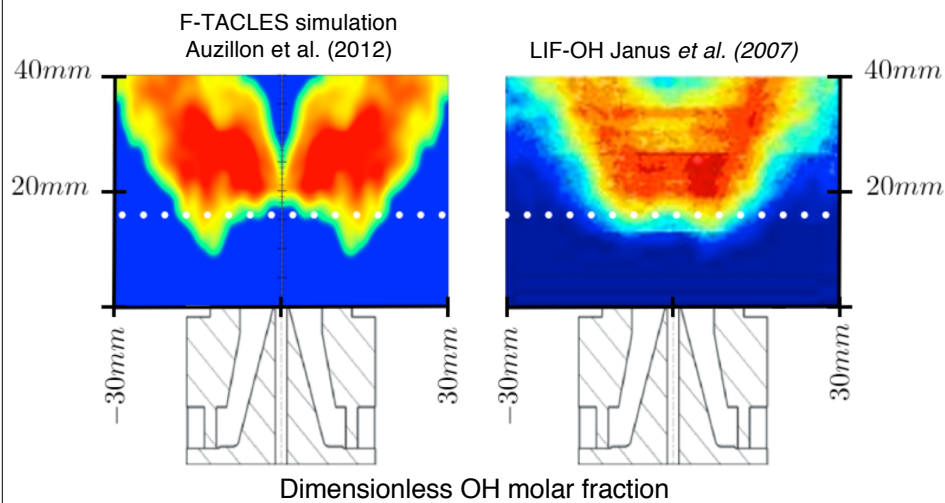 F-TACLES simulation
Auzillon et al. (2012)
LIF-OH Janus et al. (2007)
40mm
40mm
20mm
20mm
−30mm
30mm
−30mm
30mm
Dimensionless OH molar fraction